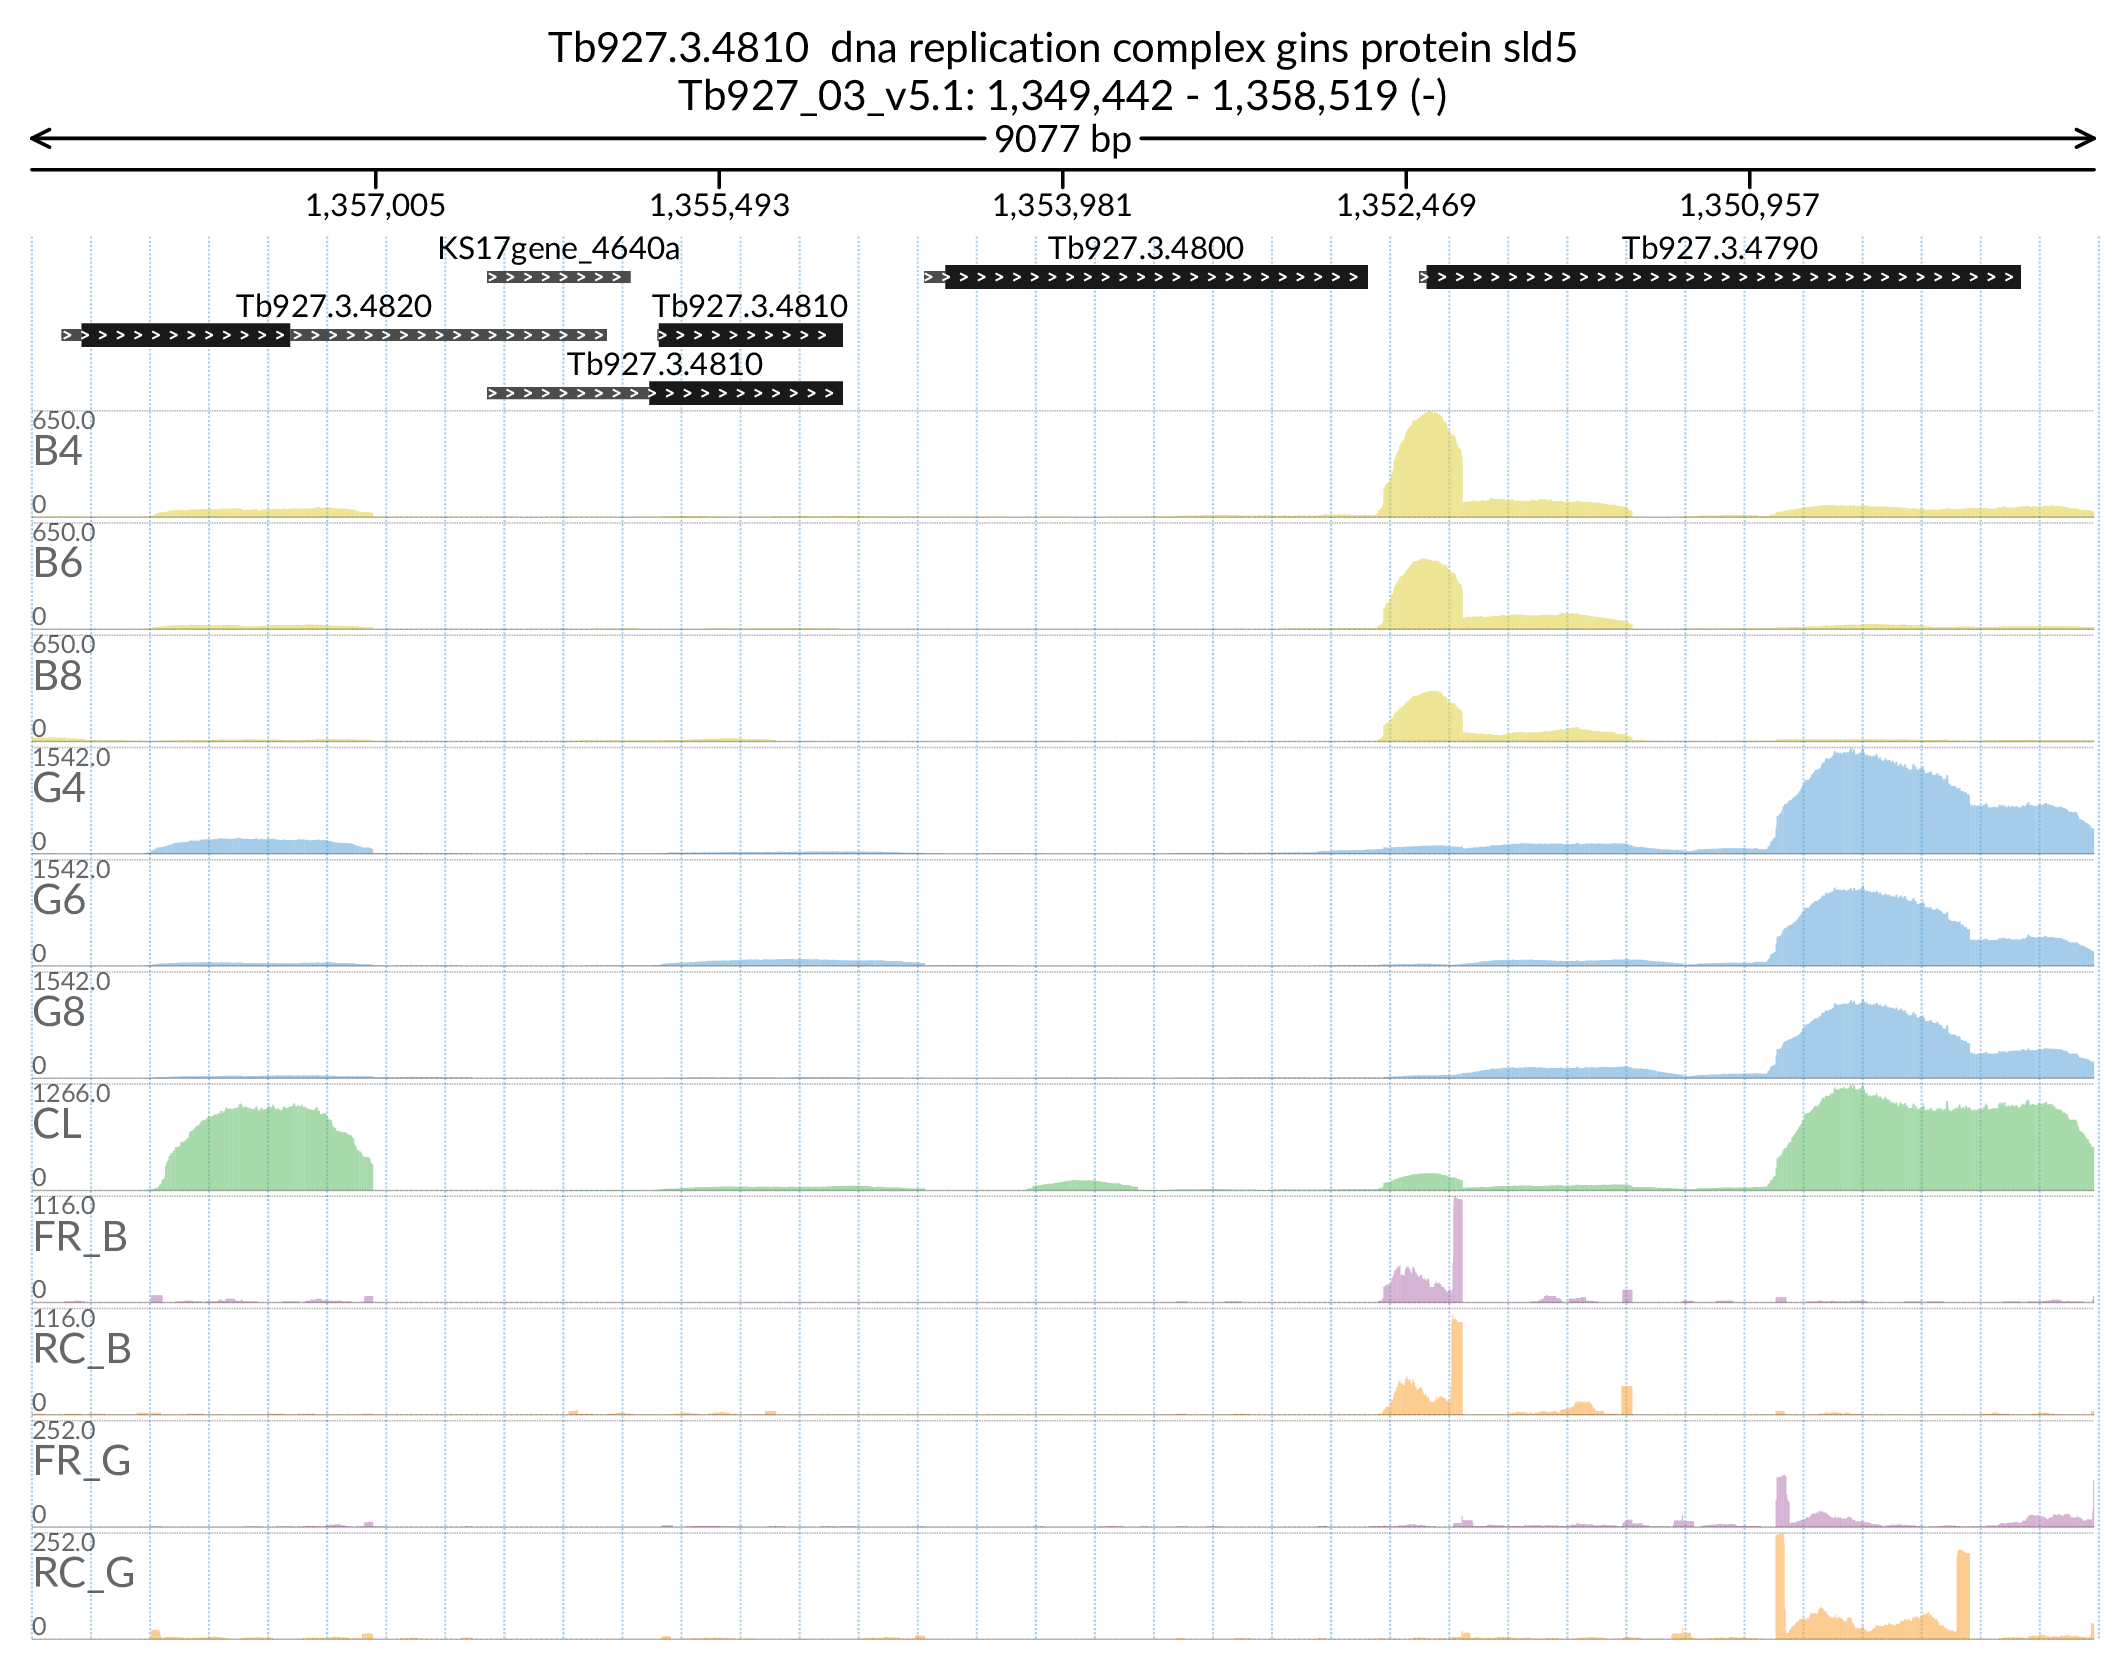 Tb927.3.4810  dna replication complex gins protein sld5
Tb927_03_v5.1: 1,349,442 - 1,358,519 (-)
9077 bp
1,357,005 1,355,493 1,353,981 1,352,469 1,350,957
KS17gene_4640a Tb927.3.4800 Tb927.3.4790
Tb927.3.4820 Tb927.3.4810
Tb927.3.4810
650.0
B4
0
650.0
B6
0
650.0
B8
0
1542.0
G4
0
1542.0
G6
0
1542.0
G8
0
1266.0
CL
0
116.0
FR_B
0
116.0
RC_B
0
252.0
FR_G
0
252.0
RC_G
0